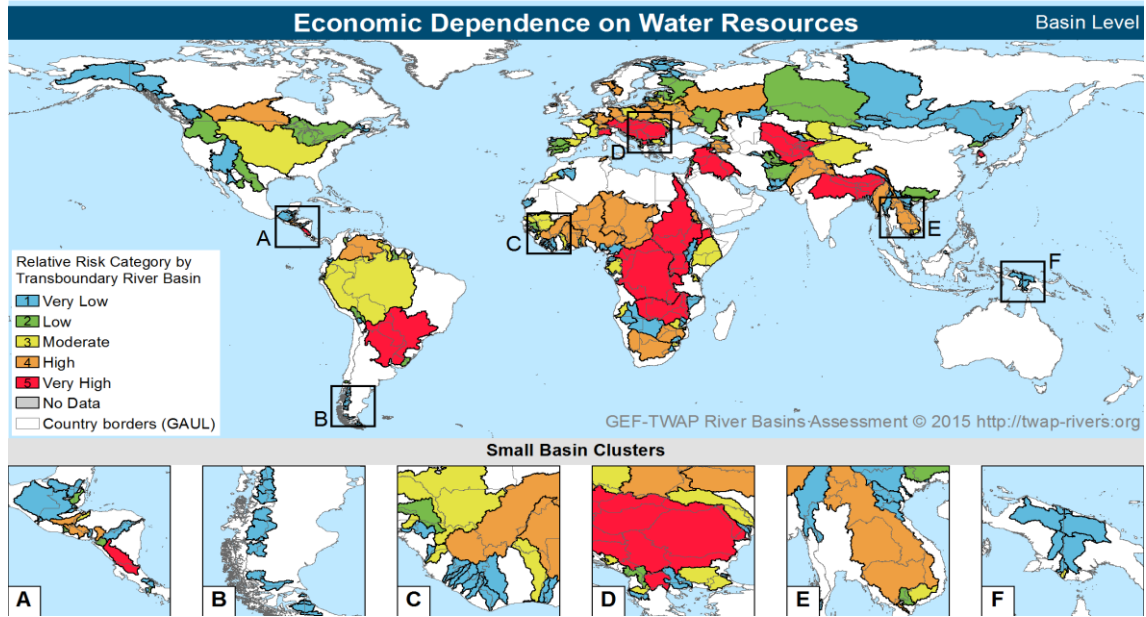 Economic Dependence on Water Resources
Basin Level
A
B
C
D
E
F
Relative Risk Category by
Transboundary River Basin
1 Very Low
2 Low
3 Moderate
4 High
5 Very High
No Data
Country borders (GAUL)
GEF-TWAP River Basins Assessment © 2015 http://twap-rivers.org
Small Basin Clusters
A
B
C
D
E
F